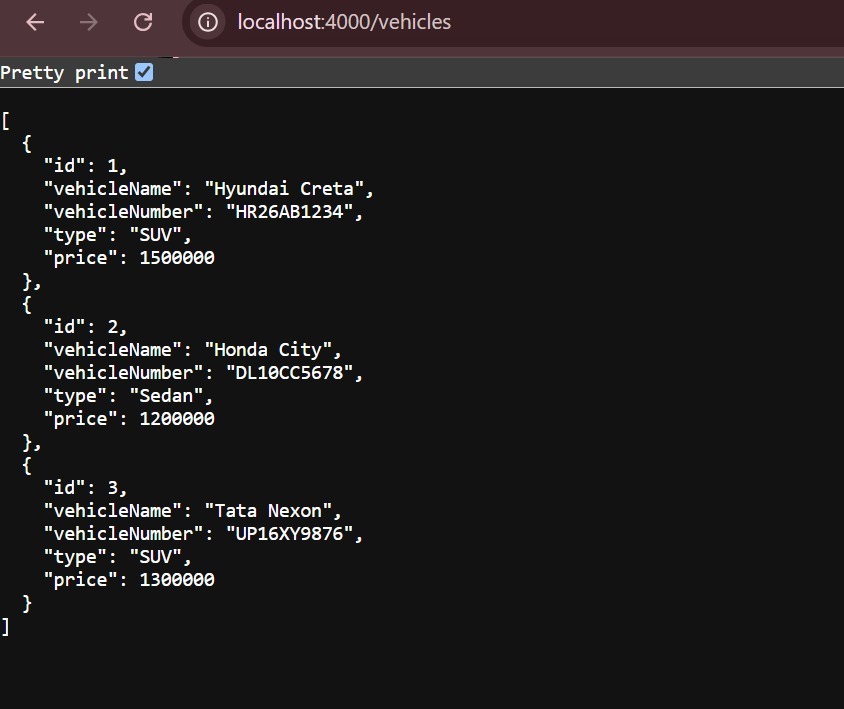 localhost:4000/vehicles
Pretty print
[
  {
    "id": 1,
    "vehicleName": "Hyundai Creta",
    "vehicleNumber": "HR26AB1234",
    "type": "SUV",
    "price": 1500000
  },
  {
    "id": 2,
    "vehicleName": "Honda City",
    "vehicleNumber": "DL10CC5678",
    "type": "Sedan",
    "price": 1200000
  },
  {
    "id": 3,
    "vehicleName": "Tata Nexon",
    "vehicleNumber": "UP16XY9876",
    "type": "SUV",
    "price": 1300000
  }
]